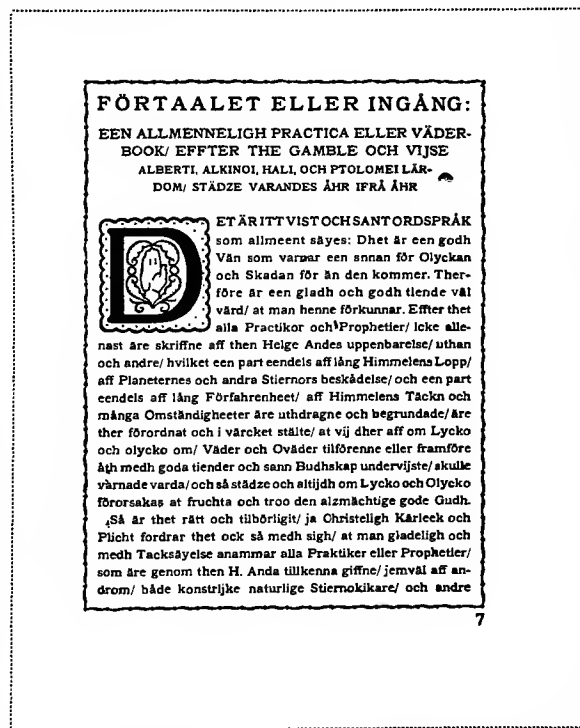 FÖRTAALET ELLER INGÅNG:
EEN ALLMENNELIGH PRACTICA ELLER VÄDER-
BOOK/ EFFTER THE GAMBLE OCH VIJSE
ALBERTI, ALKINOI, HALI, OCH PTOLOMEI LÄR-
DOM/ STÄDZE VARANDES ÅHR IFRÅ ÅHR
DET ÄR ITT VIST OCH SANT ORDSPRÅK
som allmeent säyes: Dhet är een godh
Vän som varnar een annan för Olyckan
och Skadan för än den kommer. Ther-
före är een gladh och godh tiende väl
värd/ at man henne förkunnar. Effter thet
alla Practikor och Prophetier/ Icke alle-
nast äre skriffne aff then Helge Andes uppenbarelse/ uthan
och andre/ hvilket een part eendels aff lång Himmelens Lopp/
aff Planeternes och andra Stiernors beskådelse/ och een part
eendels aff lång Förfahrenheet/ aff Himmelens Täckn och
många Omständigheeter äre uthdragne och begrundade/ äre
ther förordnat och i värcket stälte/ at vij dher aff om Lycko
och olycko om/ Väder och Oväder tilförenne eller framföre
åth medh goda tiender och sann Budhskap undervijste/ skulle
värnade varda/ och så städze och altijdh om Lycko och Olycko
förorsakas at fruchta och troo den alzmächtige gode Gudh.
Så är thet rätt och tilbörligit/ ja Christeligh Kärleek och
Plicht fordrar thet ock så medh sigh/ at man gladeligh och
medh Tacksäyelse anammar alla Praktiker eller Prophetier/
som äre genom then H. Anda tillkenna giffne/ jemväl aff an-
drom/ både konstrijke naturlige Stiernokikare/ och andre
7